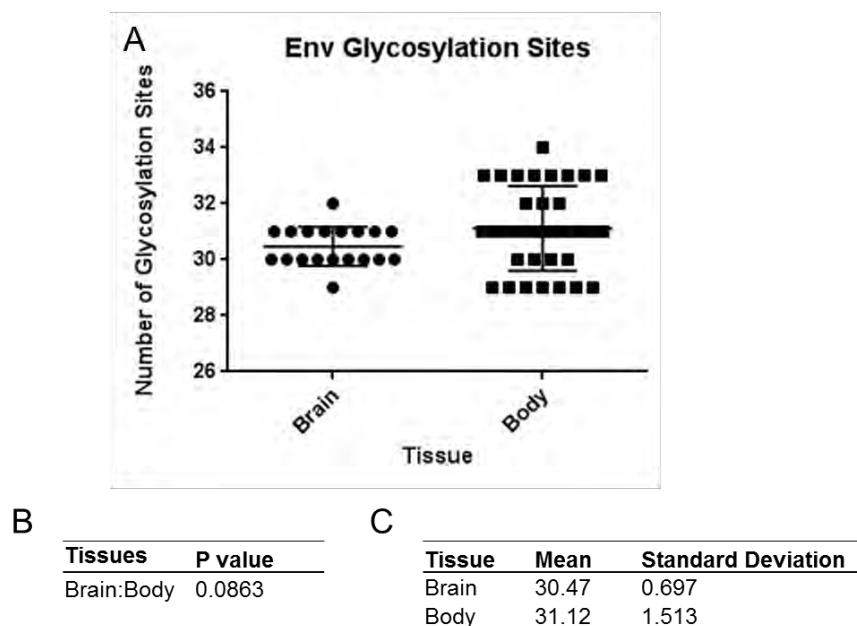 A
Env Glycosylation Sites
Number of Glycosylation Sites
36
34
32
30
28
26
Brain
Body
Tissue
B
Tissues P value
Brain:Body 0.0863
C
Tissue Mean Standard Deviation
Brain 30.47 0.697
Body 31.12 1.513